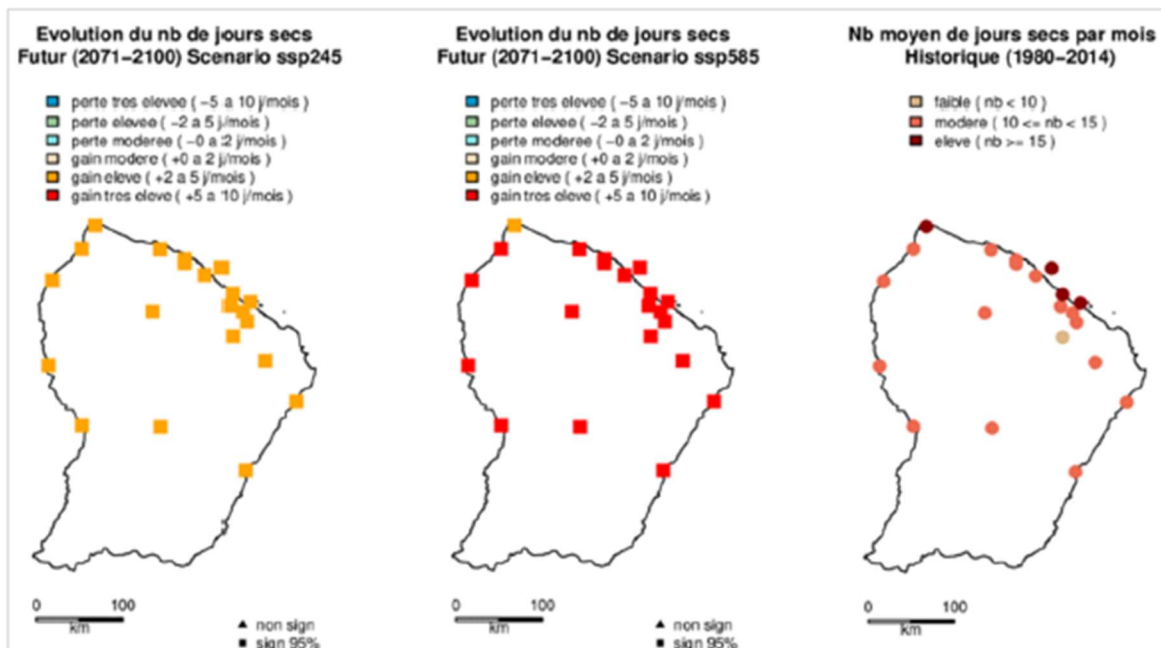 Evolution du nb de jours secs
Futur (2071−2100) Scenario ssp245
perte tres elevee ( −5 a 10 j/mois )
perte elevee ( −2 a 5 j/mois )
perte moderee ( −0 a 2 j/mois )
gain modere ( +0 a 2 j/mois )
gain eleve ( +2 a 5 j/mois )
gain tres eleve ( +5 a 10 j/mois )
0 100
km
non sign
sign 95%
Evolution du nb de jours secs
Futur (2071−2100) Scenario ssp585
perte tres elevee ( −5 a 10 j/mois )
perte elevee ( −2 a 5 j/mois )
perte moderee ( −0 a 2 j/mois )
gain modere ( +0 a 2 j/mois )
gain eleve ( +2 a 5 j/mois )
gain tres eleve ( +5 a 10 j/mois )
0 100
km
non sign
sign 95%
Nb moyen de jours secs par mois
Historique (1980−2014)
faible ( nb < 10 )
modere ( 10 <= nb < 15 )
eleve ( nb >= 15 )
0 100
km